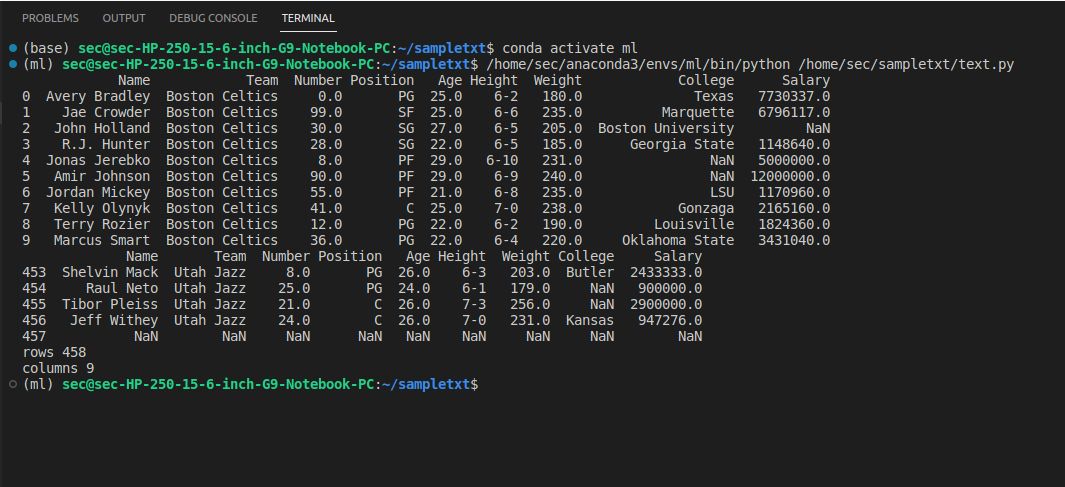 PROBLEMS OUTPUT DEBUG CONSOLE TERMINAL
(base) sec@sec-HP-250-15-6-inch-G9-Notebook-PC:~/sampletxt$ conda activate ml
(ml) sec@sec-HP-250-15-6-inch-G9-Notebook-PC:~/sampletxt$ /home/sec/anaconda3/envs/ml/bin/python /home/sec/sampletxt/text.py
Name Team Number Position Age Height Weight College Salary
0 Avery Bradley Boston Celtics 0.0 PG 25.0 6-2 180.0 Texas 7730337.0
1 Jae Crowder Boston Celtics 99.0 SF 25.0 6-6 235.0 Marquette 6796117.0
2 John Holland Boston Celtics 30.0 SG 27.0 6-5 205.0 Boston University NaN
3 R.J. Hunter Boston Celtics 28.0 SG 22.0 6-5 185.0 Georgia State 1148640.0
4 Jonas Jerebko Boston Celtics 8.0 PF 29.0 6-10 231.0 NaN 5000000.0
5 Amir Johnson Boston Celtics 90.0 PF 29.0 6-9 240.0 NaN 12000000.0
6 Jordan Mickey Boston Celtics 55.0 PF 21.0 6-8 235.0 LSU 1170960.0
7 Kelly Olynyk Boston Celtics 41.0 C 25.0 7-0 238.0 Gonzaga 2165160.0
8 Terry Rozier Boston Celtics 12.0 PG 22.0 6-2 190.0 Louisville 1824360.0
9 Marcus Smart Boston Celtics 36.0 PG 22.0 6-4 220.0 Oklahoma State 3431040.0
Name Team Number Position Age Height Weight College Salary
453 Shelvin Mack Utah Jazz 8.0 PG 26.0 6-3 203.0 Butler 2433333.0
454 Raul Neto Utah Jazz 25.0 PG 24.0 6-1 179.0 NaN 900000.0
455 Tibor Pleiss Utah Jazz 21.0 C 26.0 7-3 256.0 NaN 2900000.0
456 Jeff Withey Utah Jazz 24.0 C 26.0 7-0 231.0 Kansas 947276.0
457 NaN NaN NaN NaN NaN NaN NaN NaN NaN
rows 458
columns 9
(ml) sec@sec-HP-250-15-6-inch-G9-Notebook-PC:~/sampletxt$